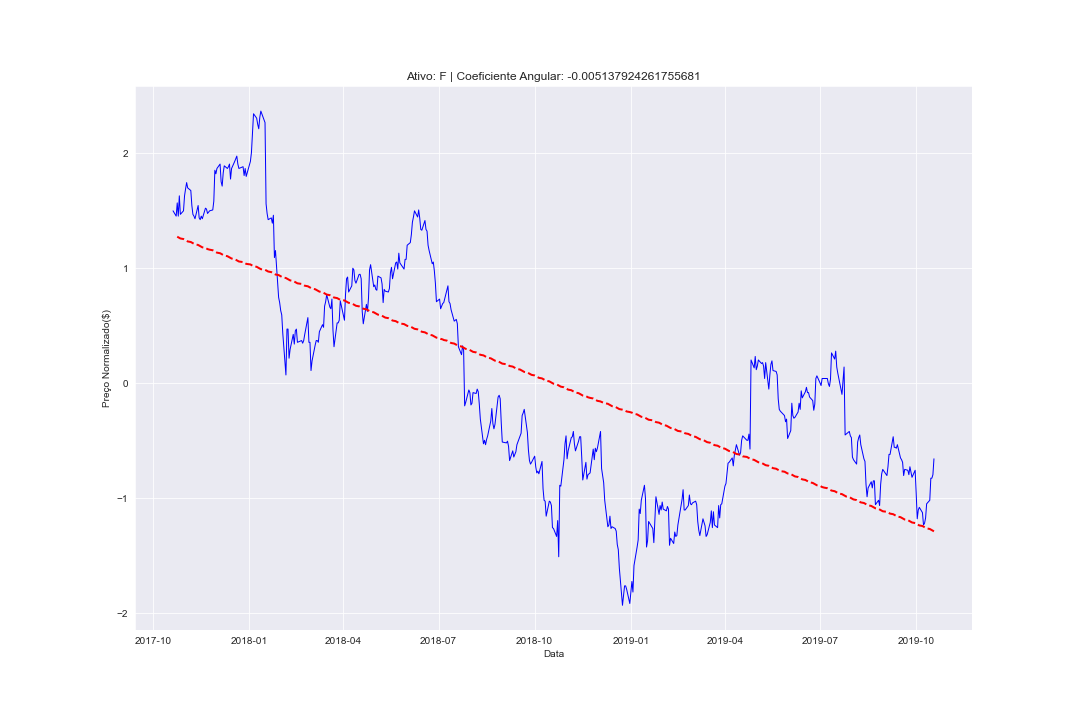 Ativo: F | Coeficiente Angular: -0.005137924261755681
Preço Normalizado($)
2
1
0
−1
−2
2017-10 2018-01 2018-04 2018-07 2018-10 2019-01 2019-04 2019-07 2019-10
Data